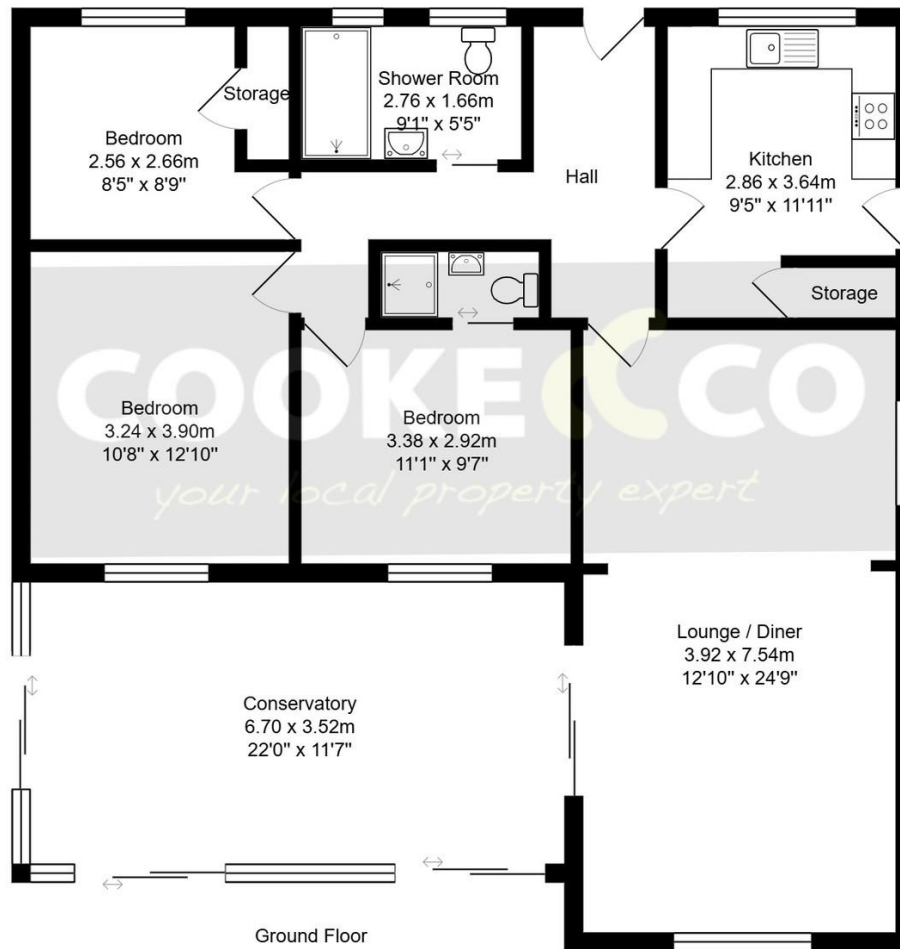 Shower Room
2.76 x 1.66m
9'1" x 5'5"
Storage
Bedroom
2.56 x 2.66m
8'5" x 8'9"
Hall
Kitchen
2.86 x 3.64m
9'5" x 11'11"
Storage
COOKE & CO
your local property expert
Bedroom
3.24 x 3.90m
10'8" x 12'10"
Bedroom
3.38 x 2.92m
11'1" x 9'7"
Lounge / Diner
3.92 x 7.54m
12'10" x 24'9"
Conservatory
6.70 x 3.52m
22'0" x 11'7"
Ground Floor